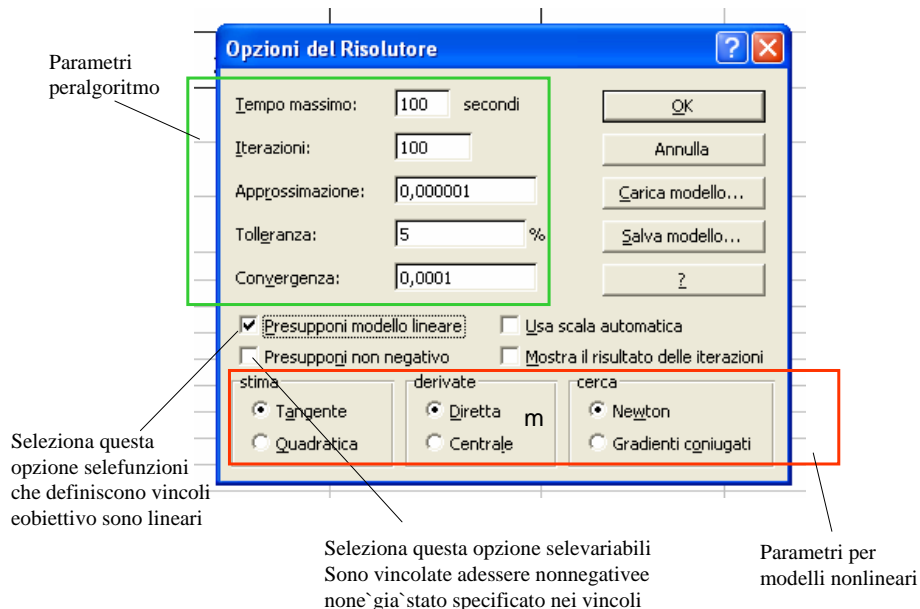 Opzioni del Risolutore
Parametri
peralgoritmo
Tempo massimo: 100 secondi
OK
Iterazioni: 100
Annulla
Approssimazione: 0,000001
Carica modello...
Tolleranza: 5 %
Salva modello...
Convergenza: 0,0001
?
Presupponi modello lineare
Usa scala automatica
Presupponi non negativo
Mostra il risultato delle iterazioni
stima
derivate
cerca
Tangente
Diretta
m
Newton
Quadratica
Centrale
Gradienti coniugati
Seleziona questa
opzione selefunzioni
che definiscono vincoli
eobiettivo sono lineari
Seleziona questa opzione selevariabili
Sono vincolate adessere nonnegativee
none`gia`stato specificato nei vincoli
Parametri per
modelli nonlineari